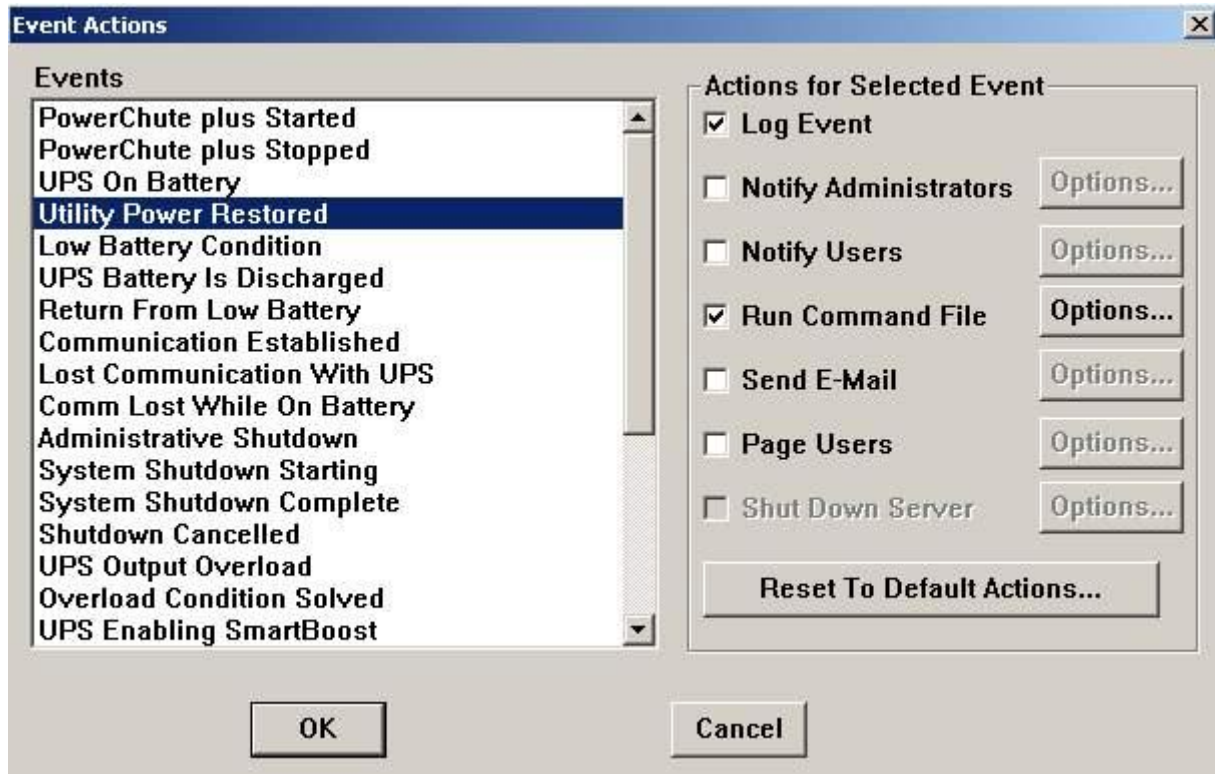 Event Actions
Events
PowerChute plus Started
PowerChute plus Stopped
UPS On Battery
Utility Power Restored
Low Battery Condition
UPS Battery Is Discharged
Return From Low Battery
Communication Established
Lost Communication With UPS
Comm Lost While On Battery
Administrative Shutdown
System Shutdown Starting
System Shutdown Complete
Shutdown Cancelled
UPS Output Overload
Overload Condition Solved
UPS Enabling SmartBoost
Actions for Selected Event
Log Event
Notify Administrators Options...
Notify Users Options...
Run Command File Options...
Send E-Mail Options...
Page Users Options...
Shut Down Server Options...
Reset To Default Actions...
OK
Cancel